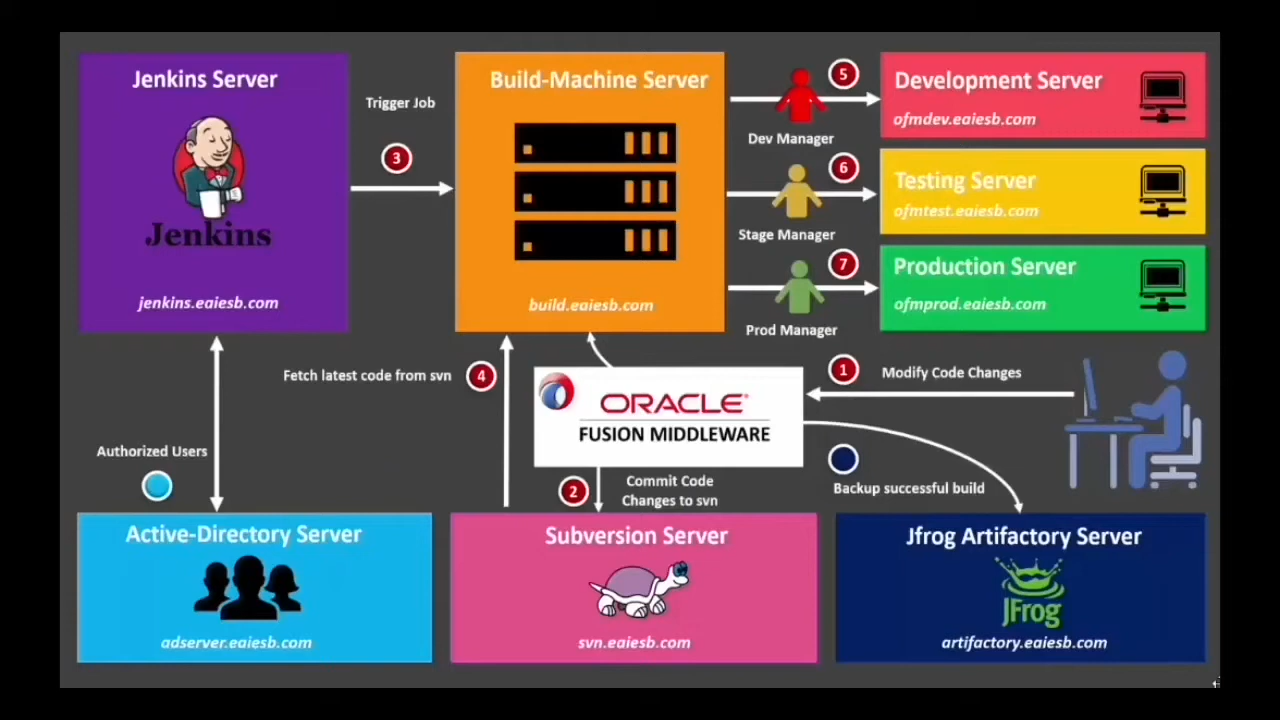 Jenkins Server
Jenkins
jenkins.eaiesb.com
Trigger Job
3
Build-Machine Server
build.eaiesb.com
5
Dev Manager
6
Stage Manager
7
Prod Manager
Development Server
ofmdev.eaiesb.com
Testing Server
ofmtest.eaiesb.com
Production Server
ofmprod.eaiesb.com
Fetch latest code from svn
4
ORACLE®
FUSION MIDDLEWARE
1
Modify Code Changes
Authorized Users
2
Commit Code
Changes to svn
Backup successful build
Active-Directory Server
adserver.eaiesb.com
Subversion Server
svn.eaiesb.com
Jfrog Artifactory Server
JFrog
artifactory.eaiesb.com